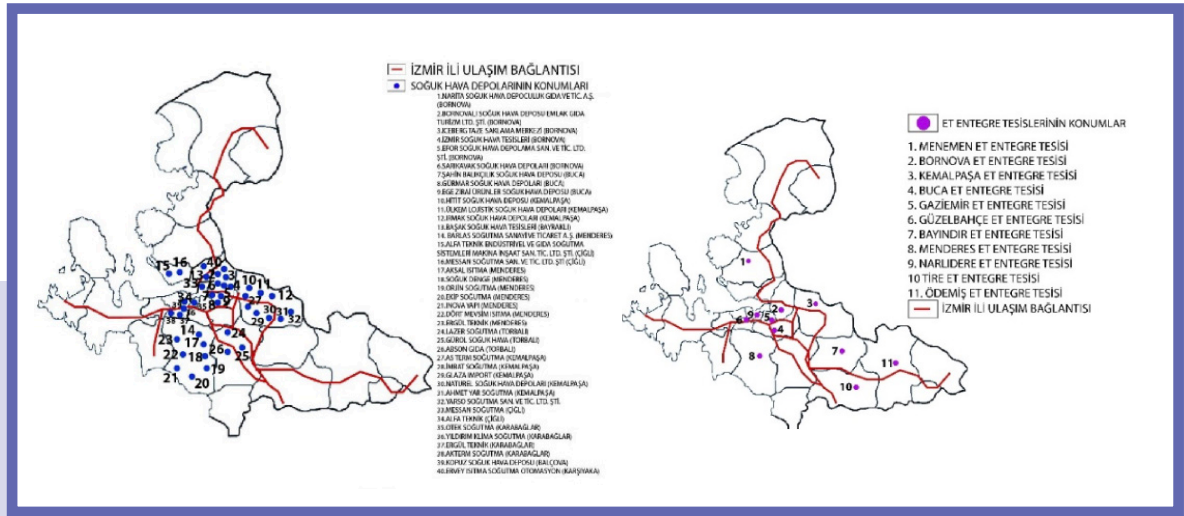 İZMİR İLİ ULAŞIM BAĞLANTISI
SOĞUK HAVA DEPOLARININ KONUMLARI
1.NARİTA SOĞUK HAVA DEPOCULUK GIDA VE TİC. A.Ş.
(BORNOVA)
2.BORNOVALI SOĞUK HAVA DEPOSU EMLAK GIDA
TURİZM LTD. ŞTİ. (BORNOVA)
3.ICEBERG TAZE SAKLAMA MERKEZİ (BORNOVA)
4.İZMİR SOĞUK HAVA TESİSLERİ (BORNOVA)
5.EFOR SOĞUK HAVA DEPOLAMA SAN. VE TİC. LTD.
ŞTİ. (BORNOVA)
6.SARIKAVAK SOĞUK HAVA DEPOLARI (BORNOVA)
7.ŞAHİN BALIKÇILIK SOĞUK HAVA DEPOSU (BUCA)
8.GÜRMAR SOĞUK HAVA DEPOLARI (BUCA)
9.EGE ZİRAİ ÜRÜNLER SOĞUK HAVA DEPOSU (BUCA)
10.HİTİT SOĞUK HAVA DEPOSU (KEMALPAŞA)
11.ÜLKEM LOJİSTİK SOĞUK HAVA DEPOLARI (KEMALPAŞA)
12.IRMAK SOĞUK HAVA DEPOLARI (KEMALPAŞA)
13.BAŞAK SOĞUK HAVA TESİSLERİ (BAYRAKLI)
14. BARLAS SOĞUTMA SANAYİ VE TİCARET A.Ş. (MENDERES)
15.ALFA TEKNİK ENDÜSTRİYEL VE GIDA SOĞUTMA
SİSTEMLERİ MAKİNA İNŞAAT SAN. TİC. LTD. ŞTİ. (ÇİĞLİ)
16.MESSAN SOĞUTMA SAN. VE TİC. LTD. ŞTİ (ÇİĞLİ)
17.AKSAL ISITMA (MENDERES)
18.SOĞUK DENGE (MENDERES)
19.ORJİN SOĞUTMA (MENDERES)
20.EKİP SOĞUTMA (MENDERES)
21.INOVA YAPI (MENDERES)
22.DÖRT MEVSİM ISITMA (MENDERES)
23.ERGÜL TEKNİK (MENDERES)
24.LAZER SOĞUTMA (TORBALI)
25.GÜROL SOĞUK HAVA (TORBALI)
26.ABSON GIDA (TORBALI)
27.AS TERM SOĞUTMA (KEMALPAŞA)
28.İMBAT SOĞUTMA (KEMALPAŞA)
29.GLAZA IMPORT (KEMALPAŞA)
30.NATUREL SOĞUK HAVA DEPOLARI (KEMALPAŞA)
31.AHMET YAR SOĞUTMA (KEMALPAŞA)
32.YARSO SOĞUTMA SAN. VE TİC. LTD. ŞTİ.
33.MESSAN SOĞUTMA (ÇİĞLİ)
34.ALFA TEKNİK (ÇİĞLİ)
35.OTEK SOĞUTMA (KARABAĞLAR)
36.YILDIRIM KLİMA SOĞUTMA (KARABAĞLAR)
37.ERGÜL TEKNİK (KARABAĞLAR)
38.AKTERM SOĞUTMA (KARABAĞLAR)
39.KOPUZ SOĞUK HAVA DEPOSU (BALÇOVA)
40.ERVEY ISITMA SOĞUTMA OTOMASYON (KARŞIYAKA)
ET ENTEGRE TESİSLERİNİN KONUMLAR
1. MENEMEN ET ENTEGRE TESİSİ
2. BORNOVA ET ENTEGRE TESİSİ
3. KEMALPAŞA ET ENTEGRE TESİSİ
4. BUCA ET ENTEGRE TESİSİ
5. GAZİEMİR ET ENTEGRE TESİSİ
6. GÜZELBAHÇE ET ENTEGRE TESİSİ
7. BAYINDIR ET ENTEGRE TESİSİ
8. MENDERES ET ENTEGRE TESİSİ
9. NARLIDERE ET ENTEGRE TESİSİ
10. TİRE ET ENTEGRE TESİSİ
11. ÖDEMİŞ ET ENTEGRE TESİSİ
İZMİR İLİ ULAŞIM BAĞLANTISI